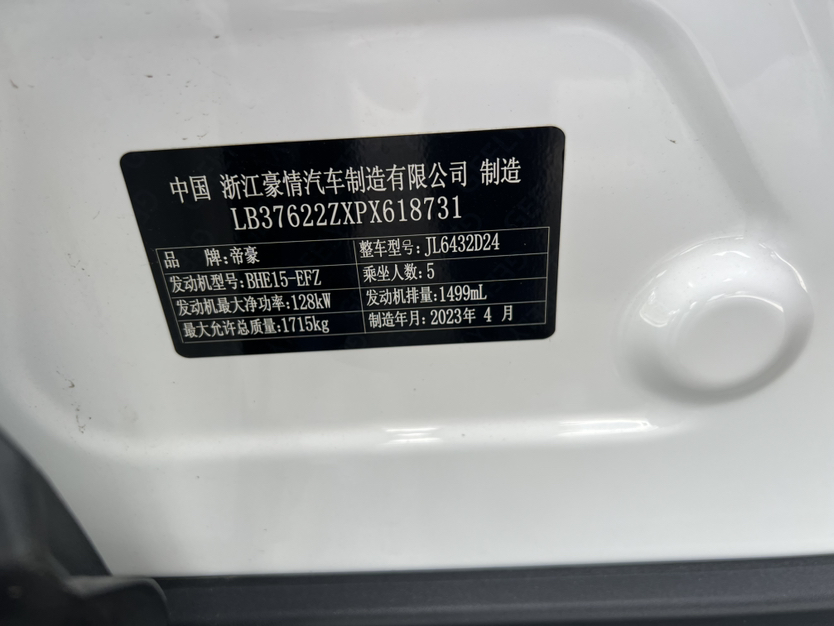 中国 浙江豪情汽车制造有限公司 制造
LB37622ZXPX618731
品 牌:帝豪 整车型号:JL6432D24
发动机型号:BHE15-EFZ 乘坐人数:5
发动机最大净功率:128kW 发动机排量:1499mL
最大允许总质量:1715kg 制造年月:2023年 4 月